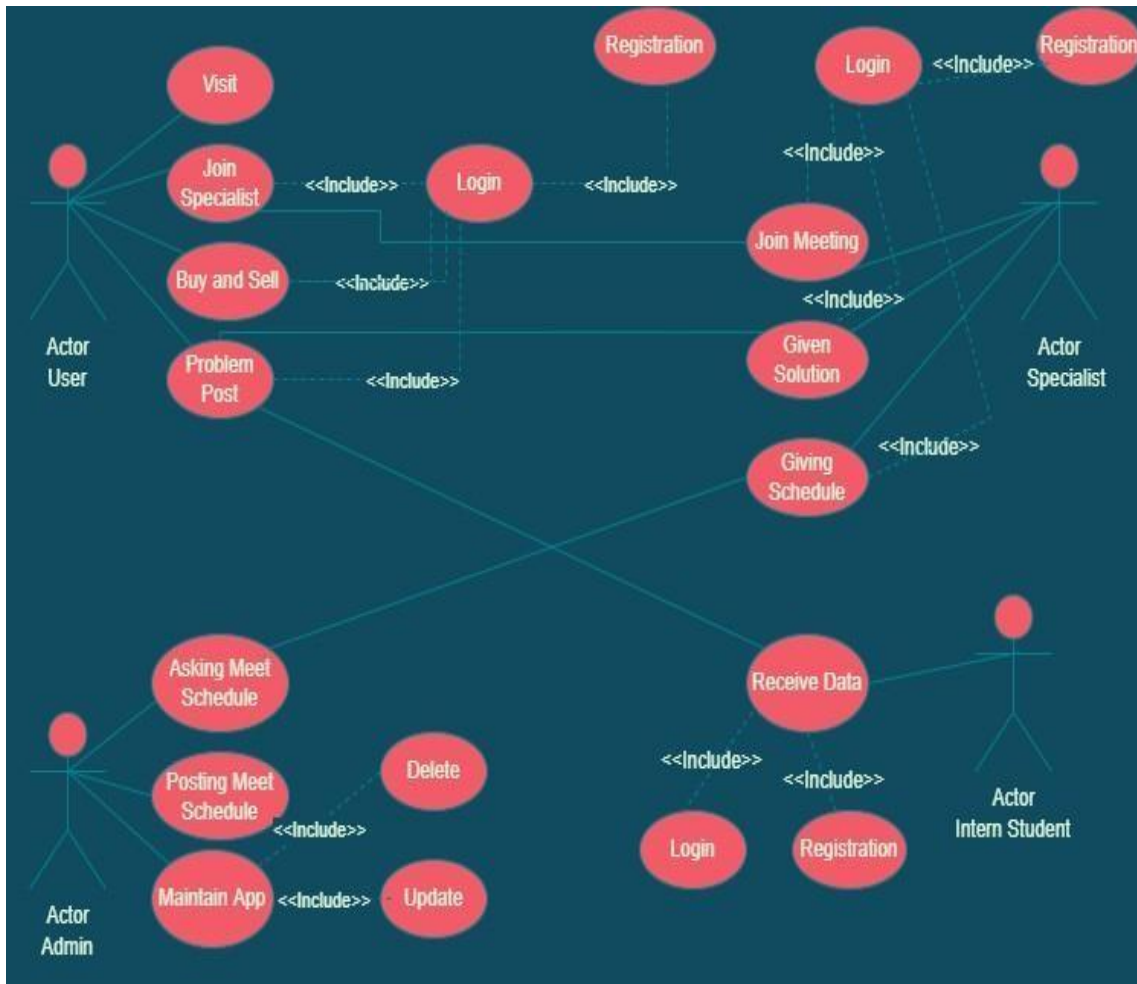 Registration
Login
<<Include>>
Registration
Visit
Join
Specialist
<<Include>>
Login
<<Include>>
<<Include>>
Join Meeting
Buy and Sell
<<Include>>
<<Include>>
Actor
User
Problem
Post
<<Include>>
Given
Solution
Actor
Specialist
<<Include>>
Giving
Schedule
Asking Meet
Schedule
Receive Data
Posting Meet
Schedule
Delete
<<Include>>
<<Include>>
<<Include>>
Actor
Intern Student
Login
Registration
Maintain App
<<Include>>
Update
Actor
Admin